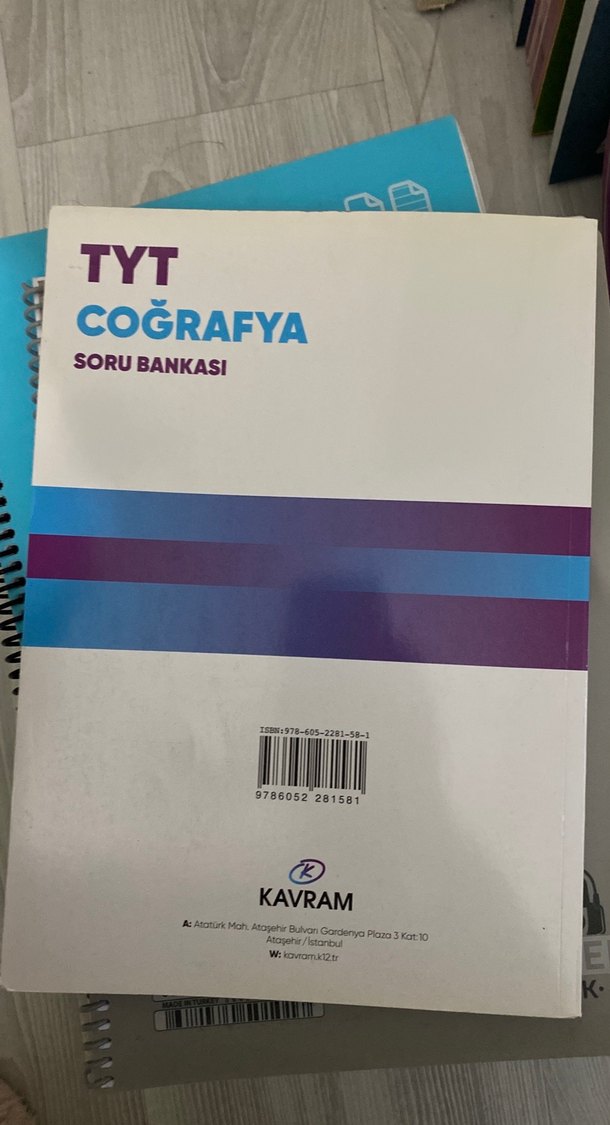 TYT
COĞRAFYA
SORU BANKASI
ISBN:978-605-2281-58-1
9786052 281581
K
KAVRAM
A: Atatürk Mah. Ataşehir Bulvarı Gardenya Plaza 3 Kat:10
Ataşehir/İstanbul
W: kavram.k12.tr
MADE IN TURKEY
E
K•